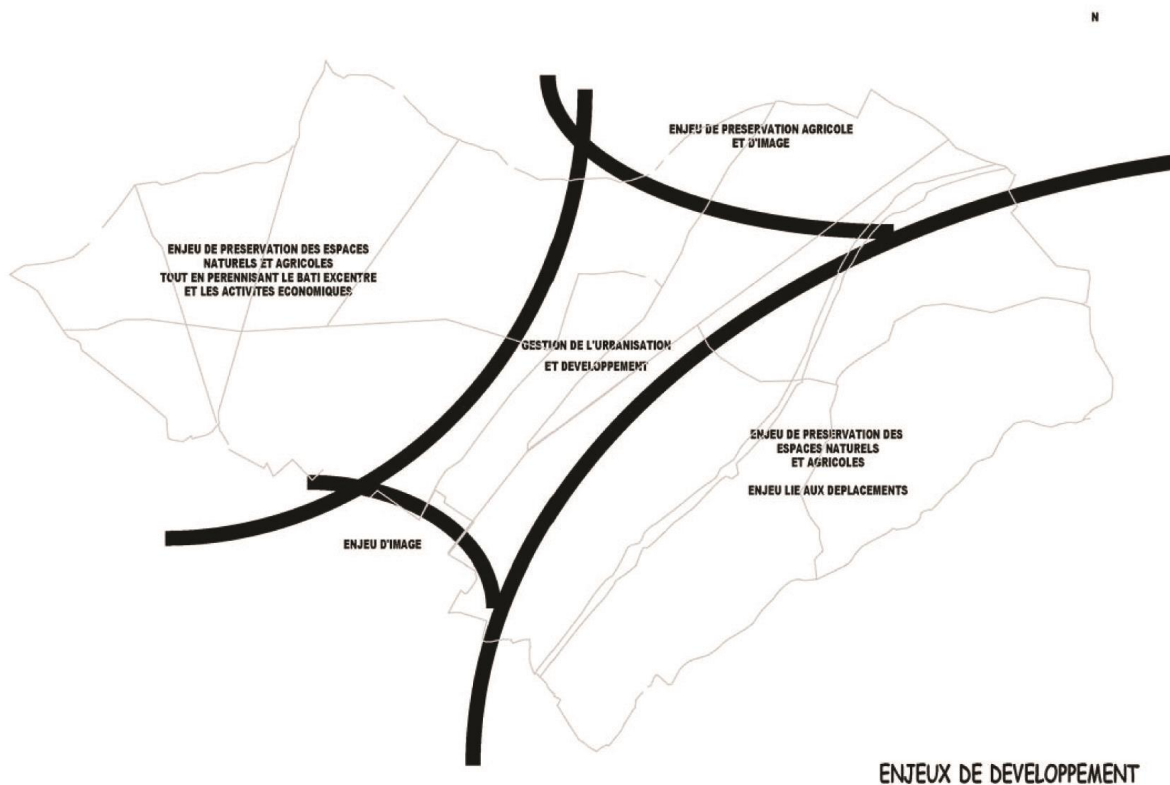 N
ENJEU DE PRESERVATION AGRICOLE
ET D'IMAGE
ENJEU DE PRESERVATION DES ESPACES
NATURELS ET AGRICOLES
TOUT EN PERENNISANT LE BATI EXCENTRE
ET LES ACTIVITES ECONOMIQUES
GESTION DE L'URBANISATION
ET DEVELOPPEMENT
ENJEU DE PRESERVATION DES
ESPACES NATURELS
ET AGRICOLES
ENJEU LIE AUX DEPLACEMENTS
ENJEU D'IMAGE
ENJEUX DE DEVELOPPEMENT